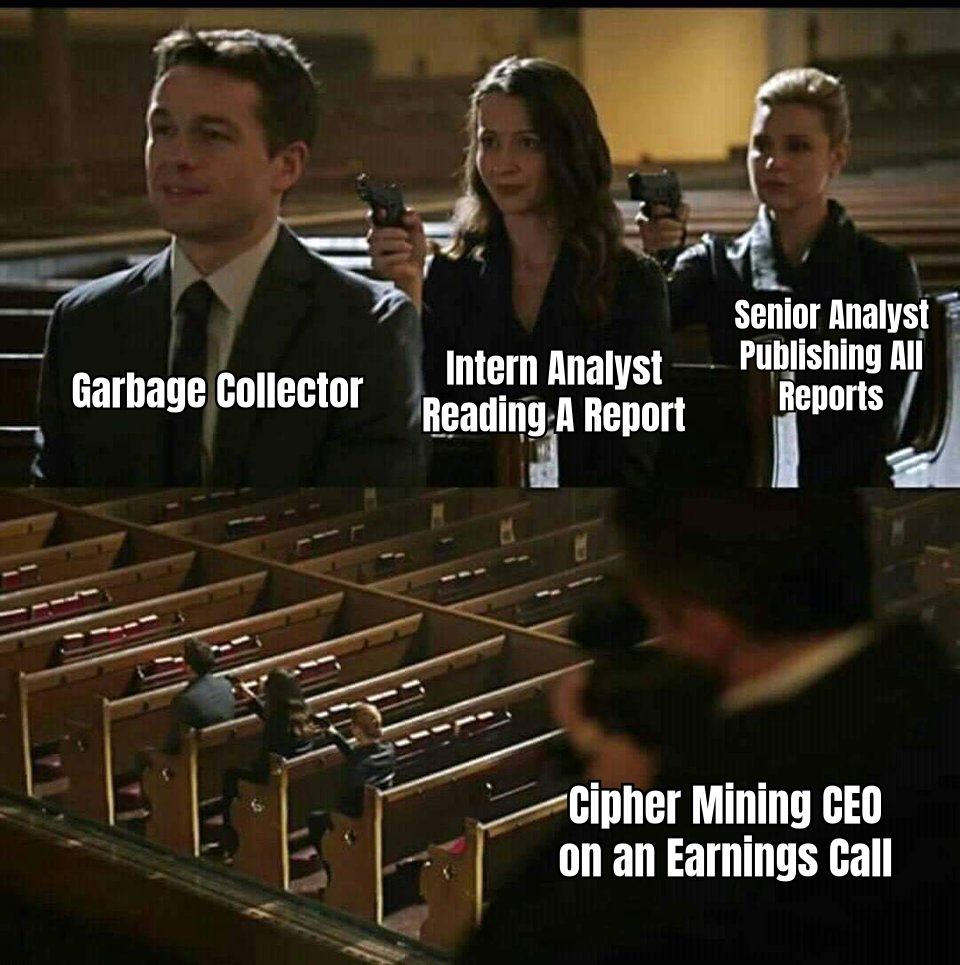 Garbage Collector
Intern Analyst
Reading A Report
Senior Analyst
Publishing All
Reports
Cipher Mining CEO
on an Earnings Call